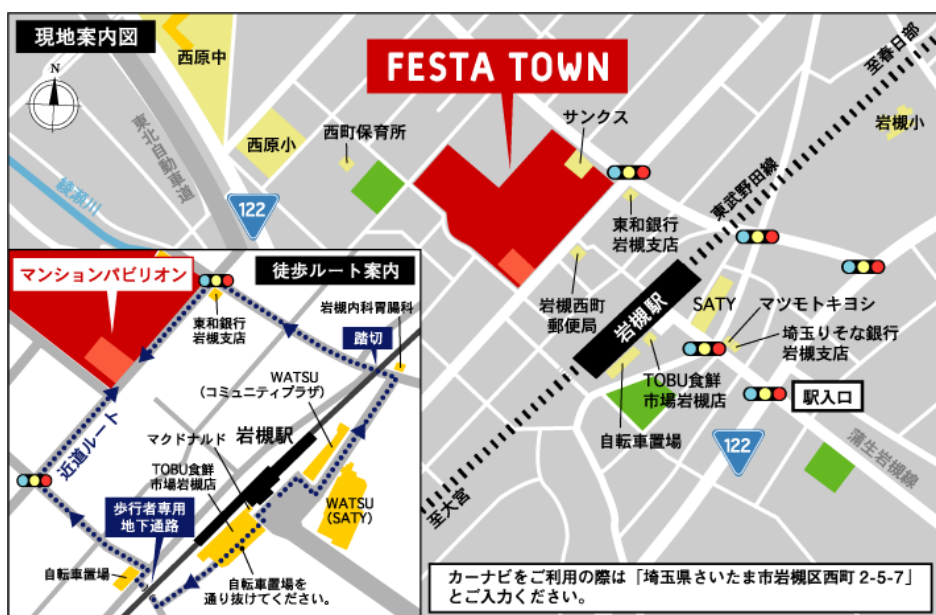 現地案内図
N
西原中
FESTA TOWN
至春日部
サンクス
岩槻小
西町保育所
西原小
東北自動車道
綾瀬川
122
東武野田線
東和銀行
岩槻支店
岩槻西町
郵便局
岩槻駅
SATY
マツモトキヨシ
埼玉りそな銀行
岩槻支店
TOBU食鮮
市場岩槻店
自転車置場
駅入口
122
蒲生岩槻線
至大宮
カーナビをご利用の際は「埼玉県さいたま市岩槻区西町2-5-7」
とご入力ください。
徒歩ルート案内
マンションパビリオン
岩槻内科胃腸科
東和銀行
岩槻支店
踏切
WATSU
(コミュニティプラザ)
近道ルート
マクドナルド
岩槻駅
TOBU食鮮
市場岩槻店
WATSU
(SATY)
歩行者専用
地下通路
自転車置場
自転車置場を
通り抜けてください。